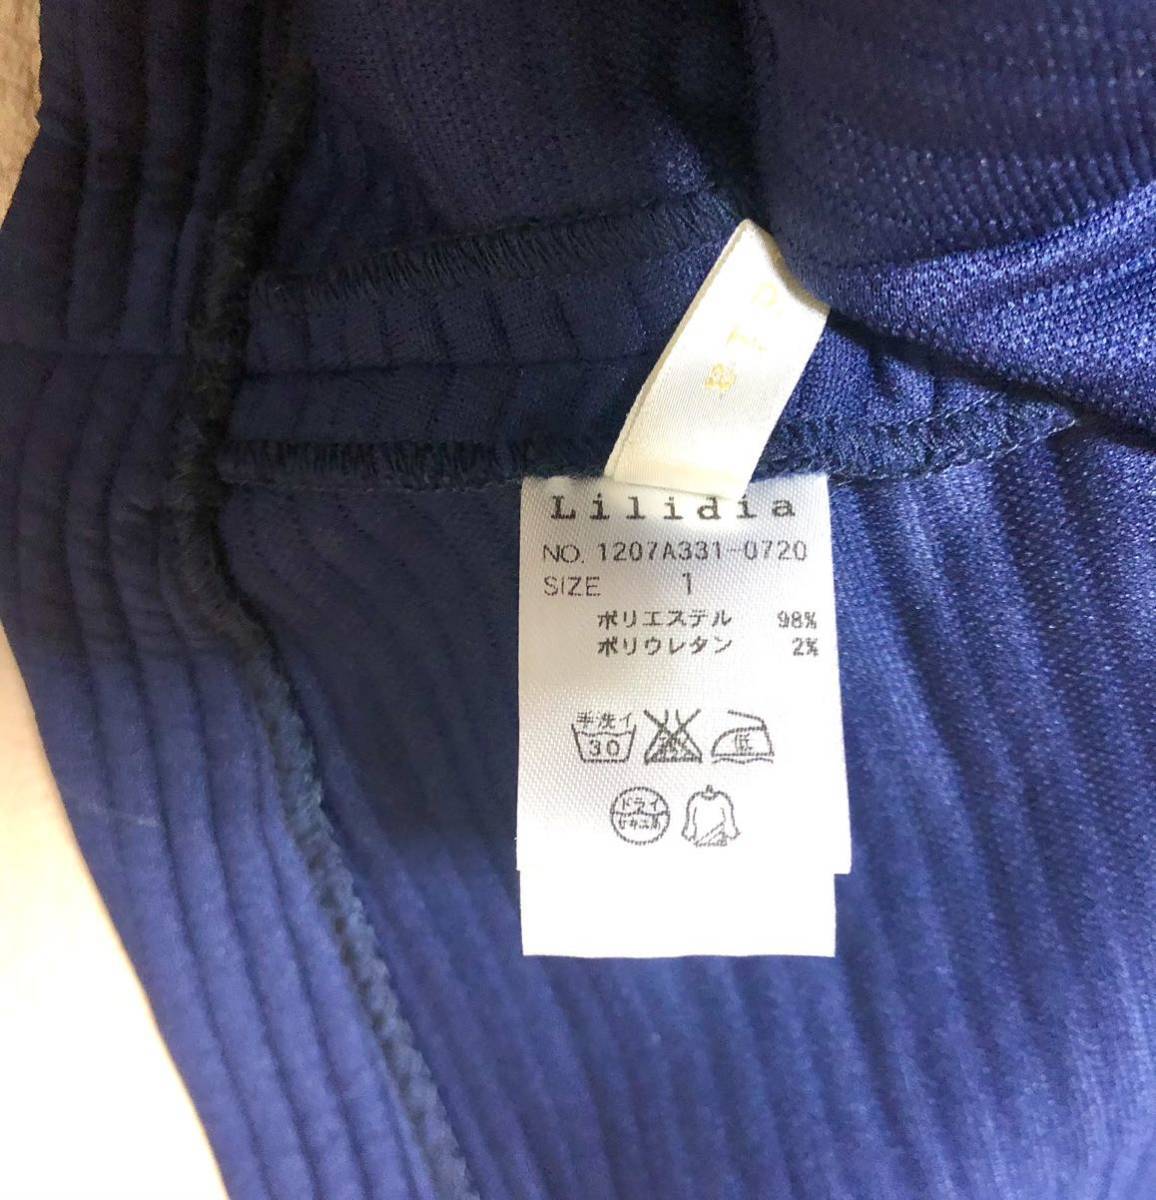 Lilidia
NO. 1207A331-0720
SIZE 1
ポリエステル 98%
ポリウレタン 2%
手洗イ
30
低
ドライ